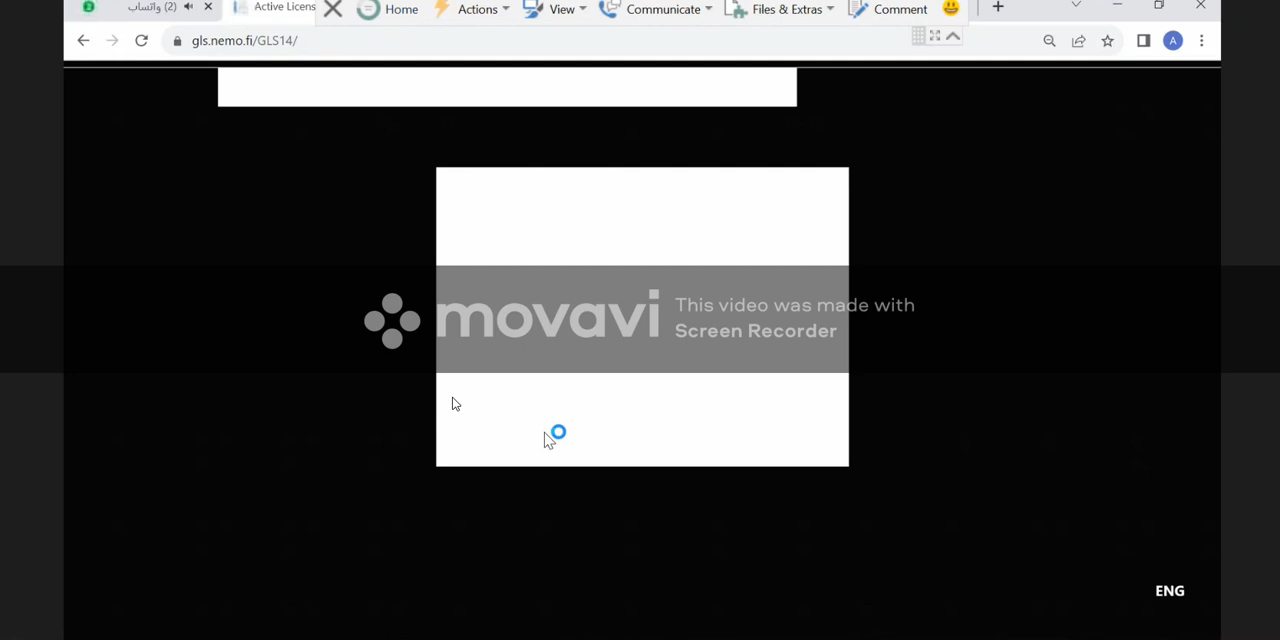 (2) واتساب
Active Licens
Home
Actions
View
Communicate
Files & Extras
Comment
gls.nemo.fi/GLS14/
A
movavi
This video was made with
Screen Recorder
ENG